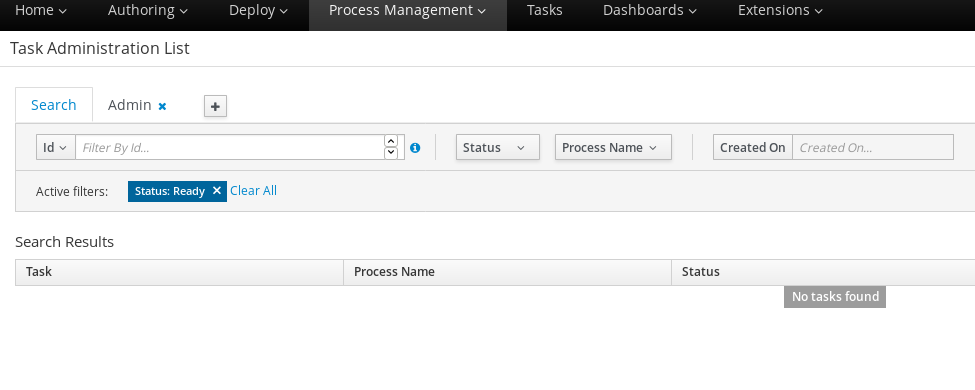 Home Authoring Deploy Process Management Tasks Dashboards Extensions
Task Administration List
Search Admin
Id Filter By Id... Status Process Name Created On Created On...
Active filters: Status: Ready Clear All
Search Results
Task Process Name Status
No tasks found